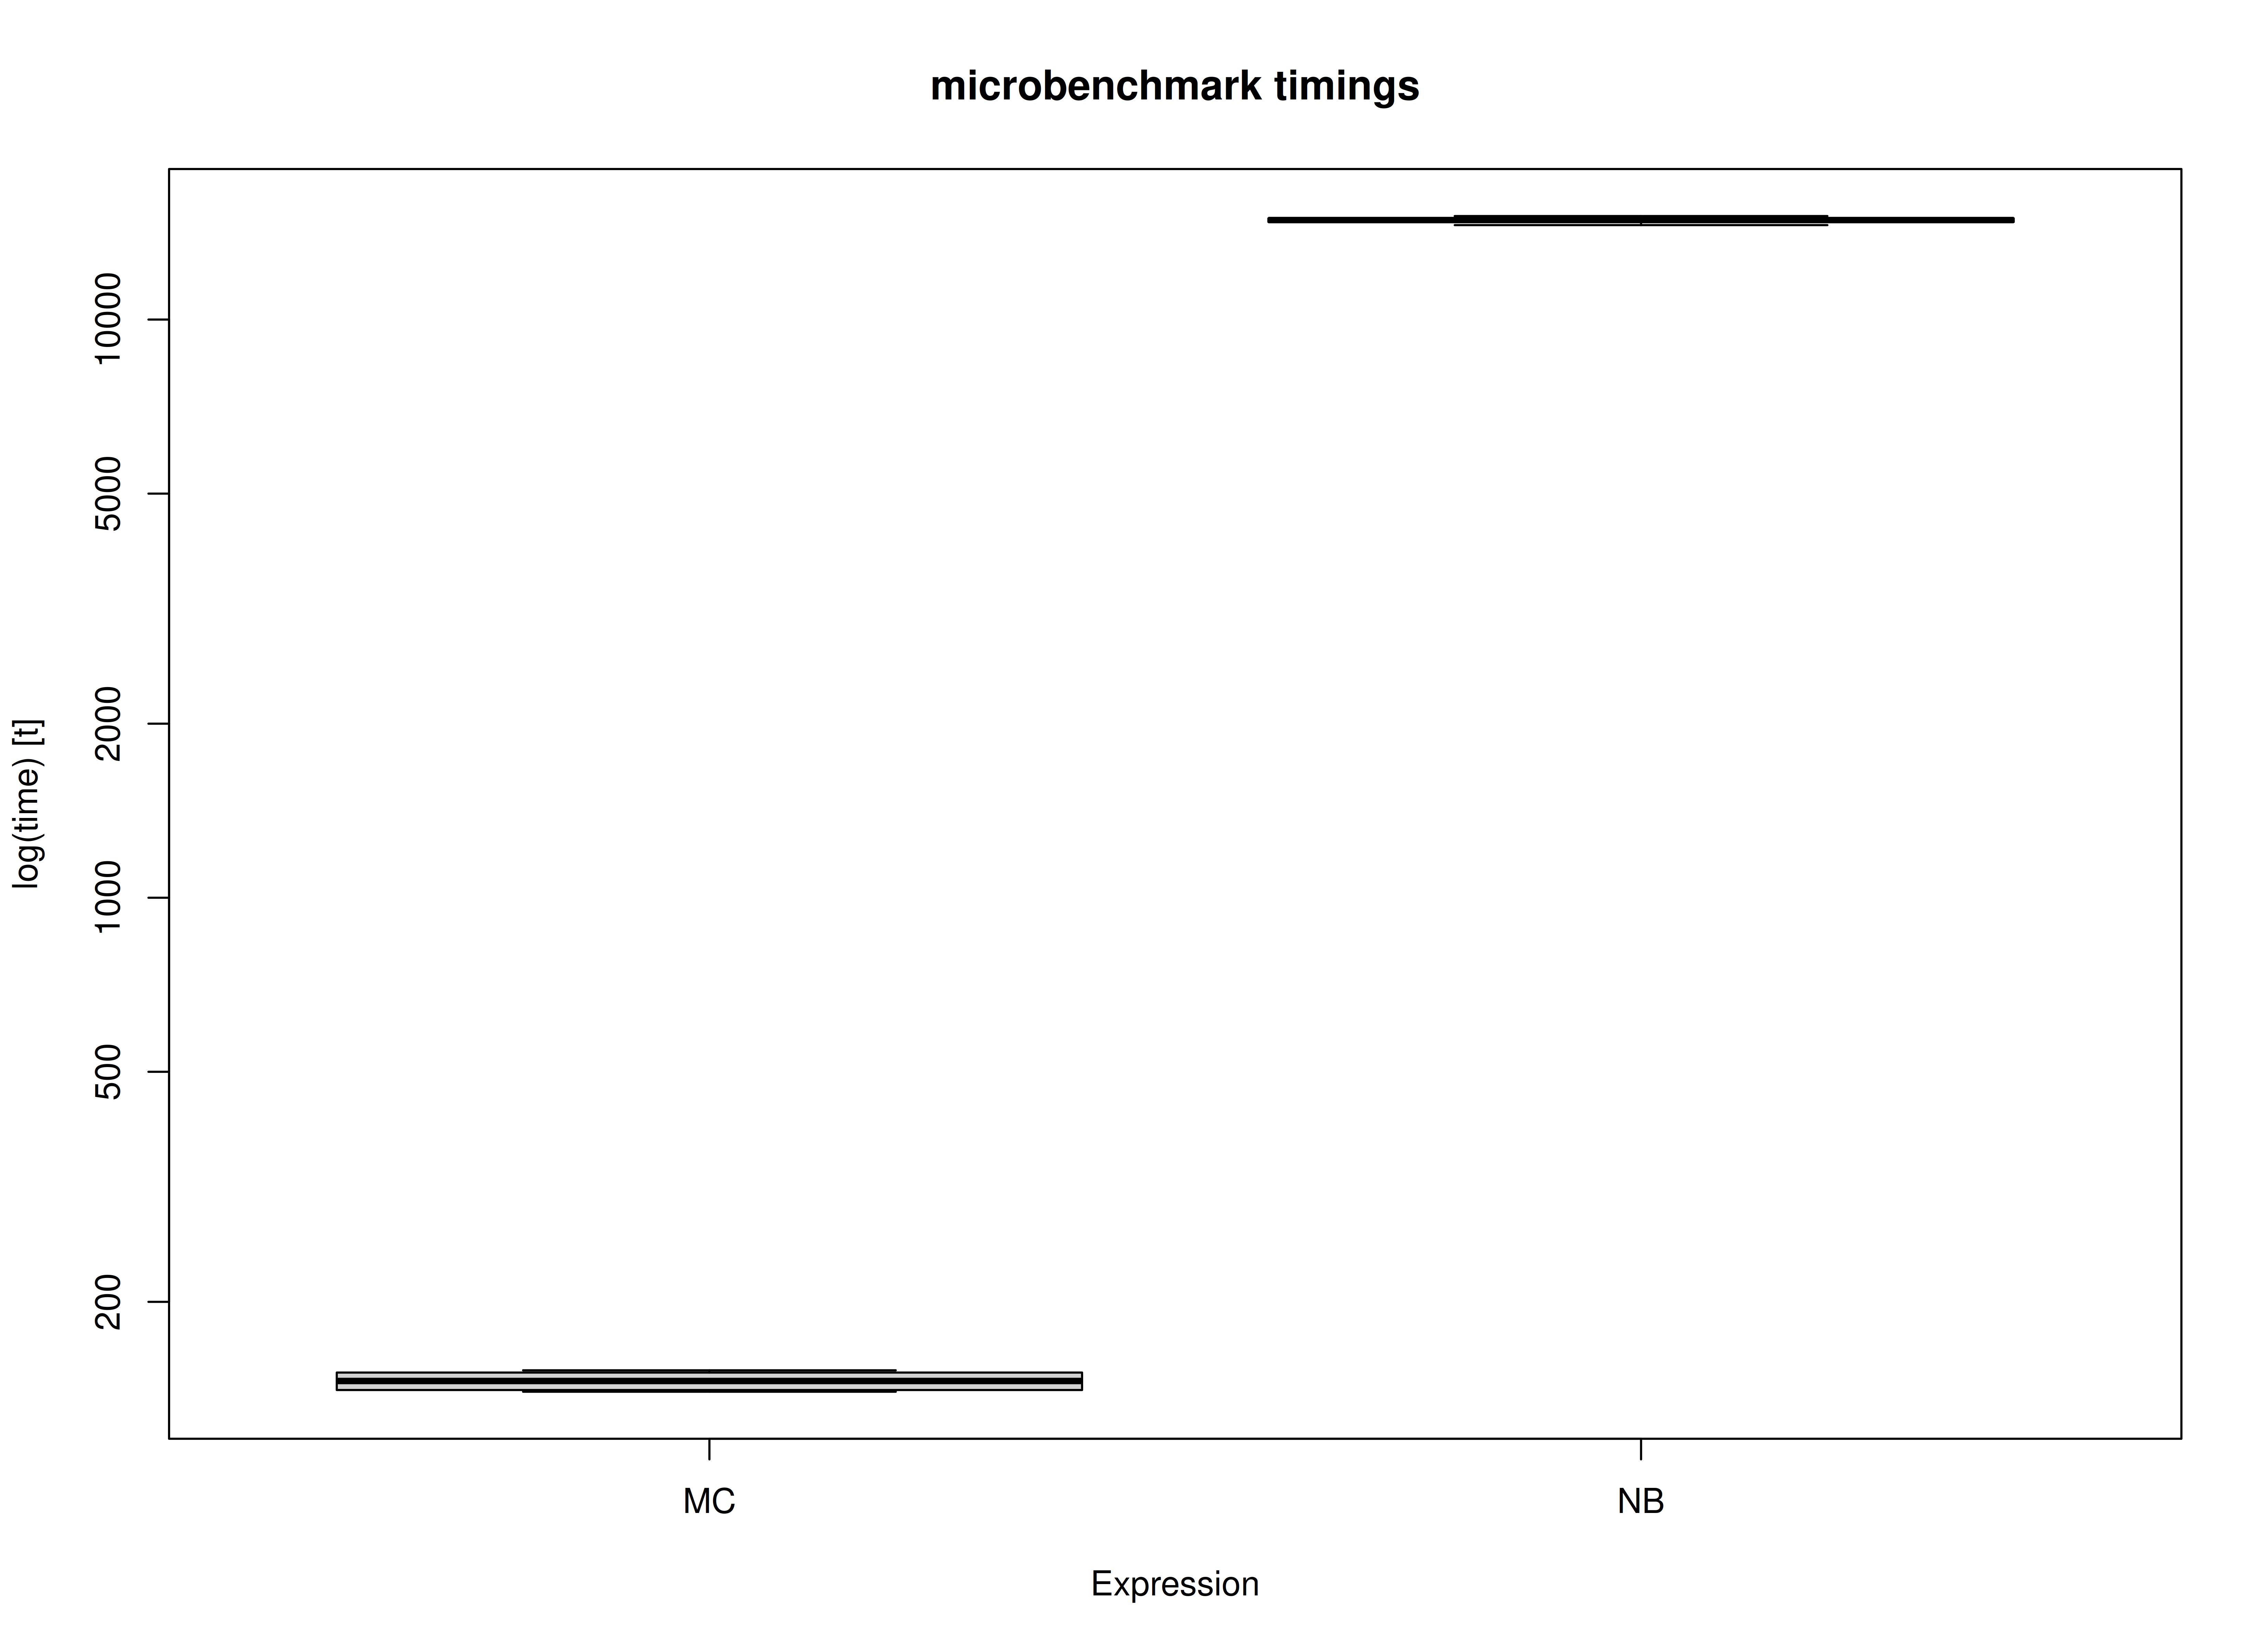 microbenchmark timings
log(time) [t]
10000
5000
2000
1000
500
200
MC
NB
Expression